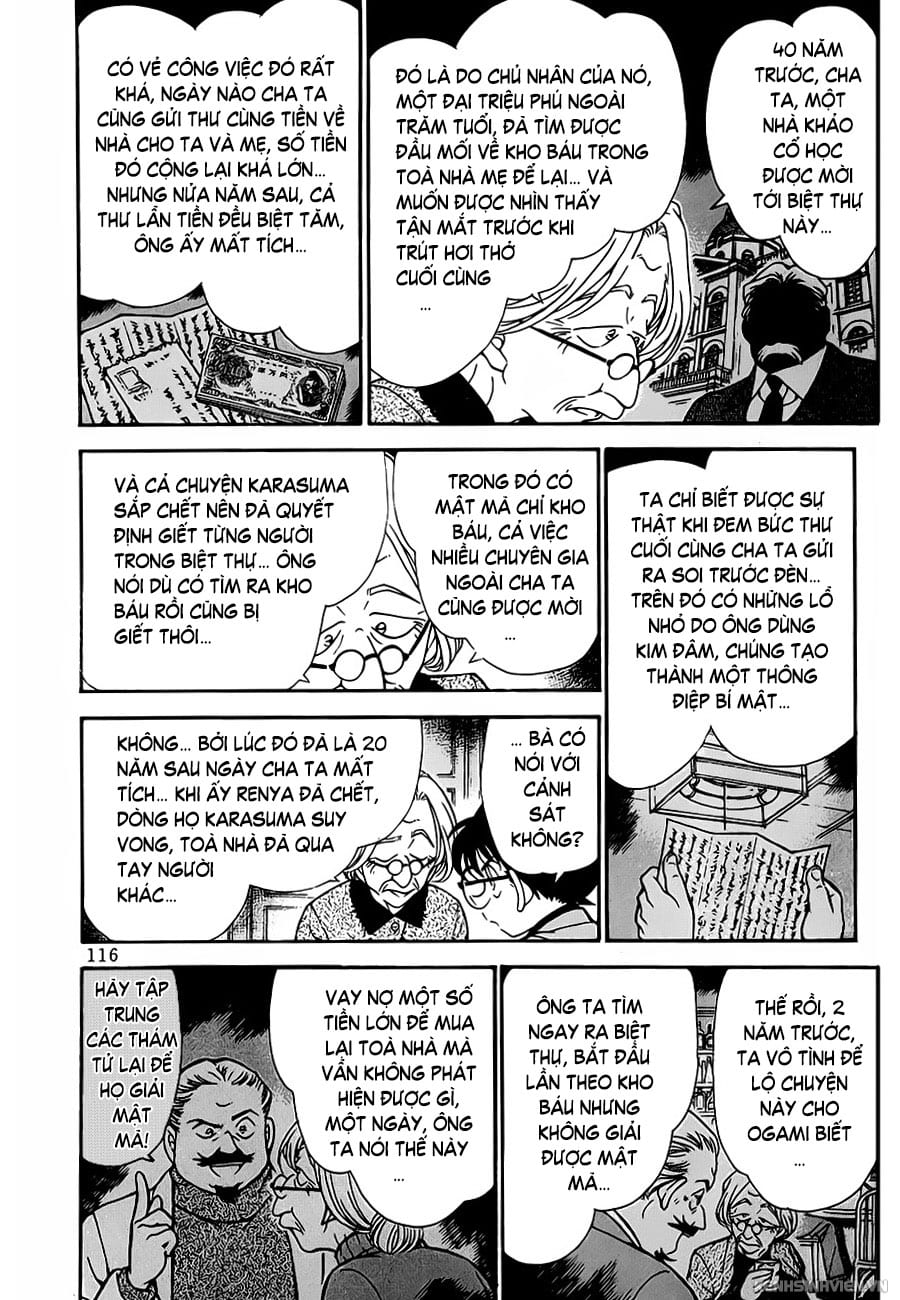 40 NĂM
TRƯỚC, CHA
TA, MỘT
NHÀ KHẢO
CỔ HỌC
ĐƯỢC MỜI
TỚI BIỆT THỰ
NÀY...
ĐÓ LÀ DO CHỦ NHÂN CỦA NÓ,
MỘT ĐẠI TRIỆU PHÚ NGOÀI
TRĂM TUỔI, ĐÃ TÌM ĐƯỢC
ĐẦU MỐI VỀ KHO BÁU TRONG
TOÀ NHÀ MẸ ĐỂ LẠI... VÀ
MUỐN ĐƯỢC NHÌN THẤY
TẬN MẮT TRƯỚC KHI
TRÚT HƠI THỞ
CUỐI CÙNG
...
CÓ VẺ CÔNG VIỆC ĐÓ RẤT
KHÁ, NGÀY NÀO CHA TA
CŨNG GỬI THƯ CÙNG TIỀN VỀ
NHÀ CHO TA VÀ MẸ, SỐ TIỀN
ĐÓ CỘNG LẠI KHÁ LỚN...
NHƯNG NỬA NĂM SAU, CẢ
THƯ LẪN TIỀN ĐỀU BIỆT TĂM,
ÔNG ẤY MẤT TÍCH...
TA CHỈ BIẾT ĐƯỢC SỰ
THẬT KHI ĐEM BỨC THƯ
CUỐI CÙNG CHA TA GỬI
RA SOI TRƯỚC ĐÈN...
TRÊN ĐÓ CÓ NHỮNG LỔ
NHỎ DO ÔNG DÙNG
KIM ĐÂM, CHÚNG TẠO
THÀNH MỘT THÔNG
ĐIỆP BÍ MẬT...
TRONG ĐÓ CÓ
MẬT MÃ CHỈ KHO
BÁU, CẢ VIỆC
NHIỀU CHUYÊN GIA
NGOÀI CHA TA
CŨNG ĐƯỢC MỜI
...
VÀ CẢ CHUYỆN KARASUMA
SẮP CHẾT NÊN ĐÃ QUYẾT
ĐỊNH GIẾT TỪNG NGƯỜI
TRONG BIỆT THỰ... ÔNG
NÓI DÙ CÓ TÌM RA KHO
BÁU RỒI CŨNG BỊ
GIẾT THÔI...
... BÀ CÓ
NÓI VỚI
CẢNH
SÁT
KHÔNG?
KHÔNG... BỞI LÚC ĐÓ ĐÃ LÀ 20
NĂM SAU NGÀY CHA TA MẤT
TÍCH... KHI ẤY RENYA ĐÃ CHẾT,
DÒNG HỌ KARASUMA SUY
VONG, TOÀ NHÀ ĐÃ QUA
TAY NGƯỜI
KHÁC...
116
THẾ RỒI, 2
NĂM TRƯỚC,
TA VÔ TÌNH ĐỂ
LỘ CHUYỆN
NÀY CHO
OGAMI BIẾT
...
ÔNG TA TÌM
NGAY RA BIỆT
THỰ, BẮT ĐẦU
LẦN THEO KHO
BÁU NHƯNG
KHÔNG GIẢI
ĐƯỢC MẬT
MÃ...
VAY NỢ MỘT SỐ
TIỀN LỚN ĐỂ MUA
LẠI TOÀ NHÀ MÀ
VẪN KHÔNG PHÁT
HIỆN ĐƯỢC GÌ,
MỘT NGÀY, ÔNG
TA NÓI THẾ NÀY
...
HÃY TẬP
TRUNG
CÁC THÁM
TỬ LẠI ĐỂ
HỌ GIẢI
MẬT
MÃ!